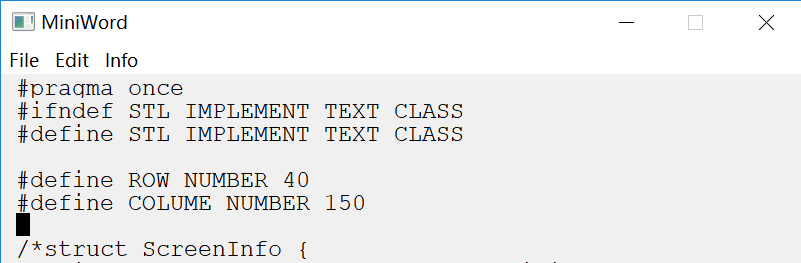 MiniWord
File Edit Info
#pragma once
#ifndef STL IMPLEMENT TEXT CLASS
#define STL IMPLEMENT TEXT CLASS
#define ROW NUMBER 40
#define COLUME NUMBER 150
/*struct ScreenInfo {